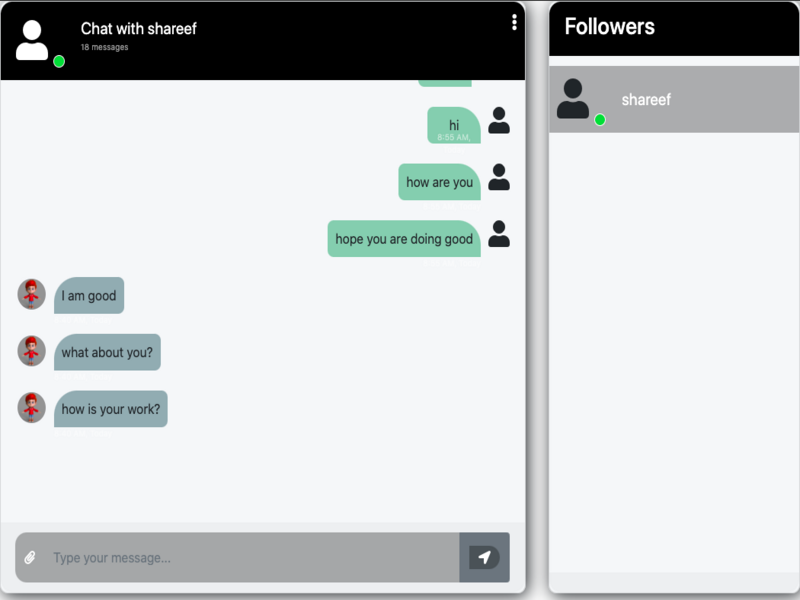 Chat with shareef
18 messages
hi
8:55 AM,
how are you
hope you are doing good
I am good
what about you?
how is your work?
Type your message...
Followers
shareef